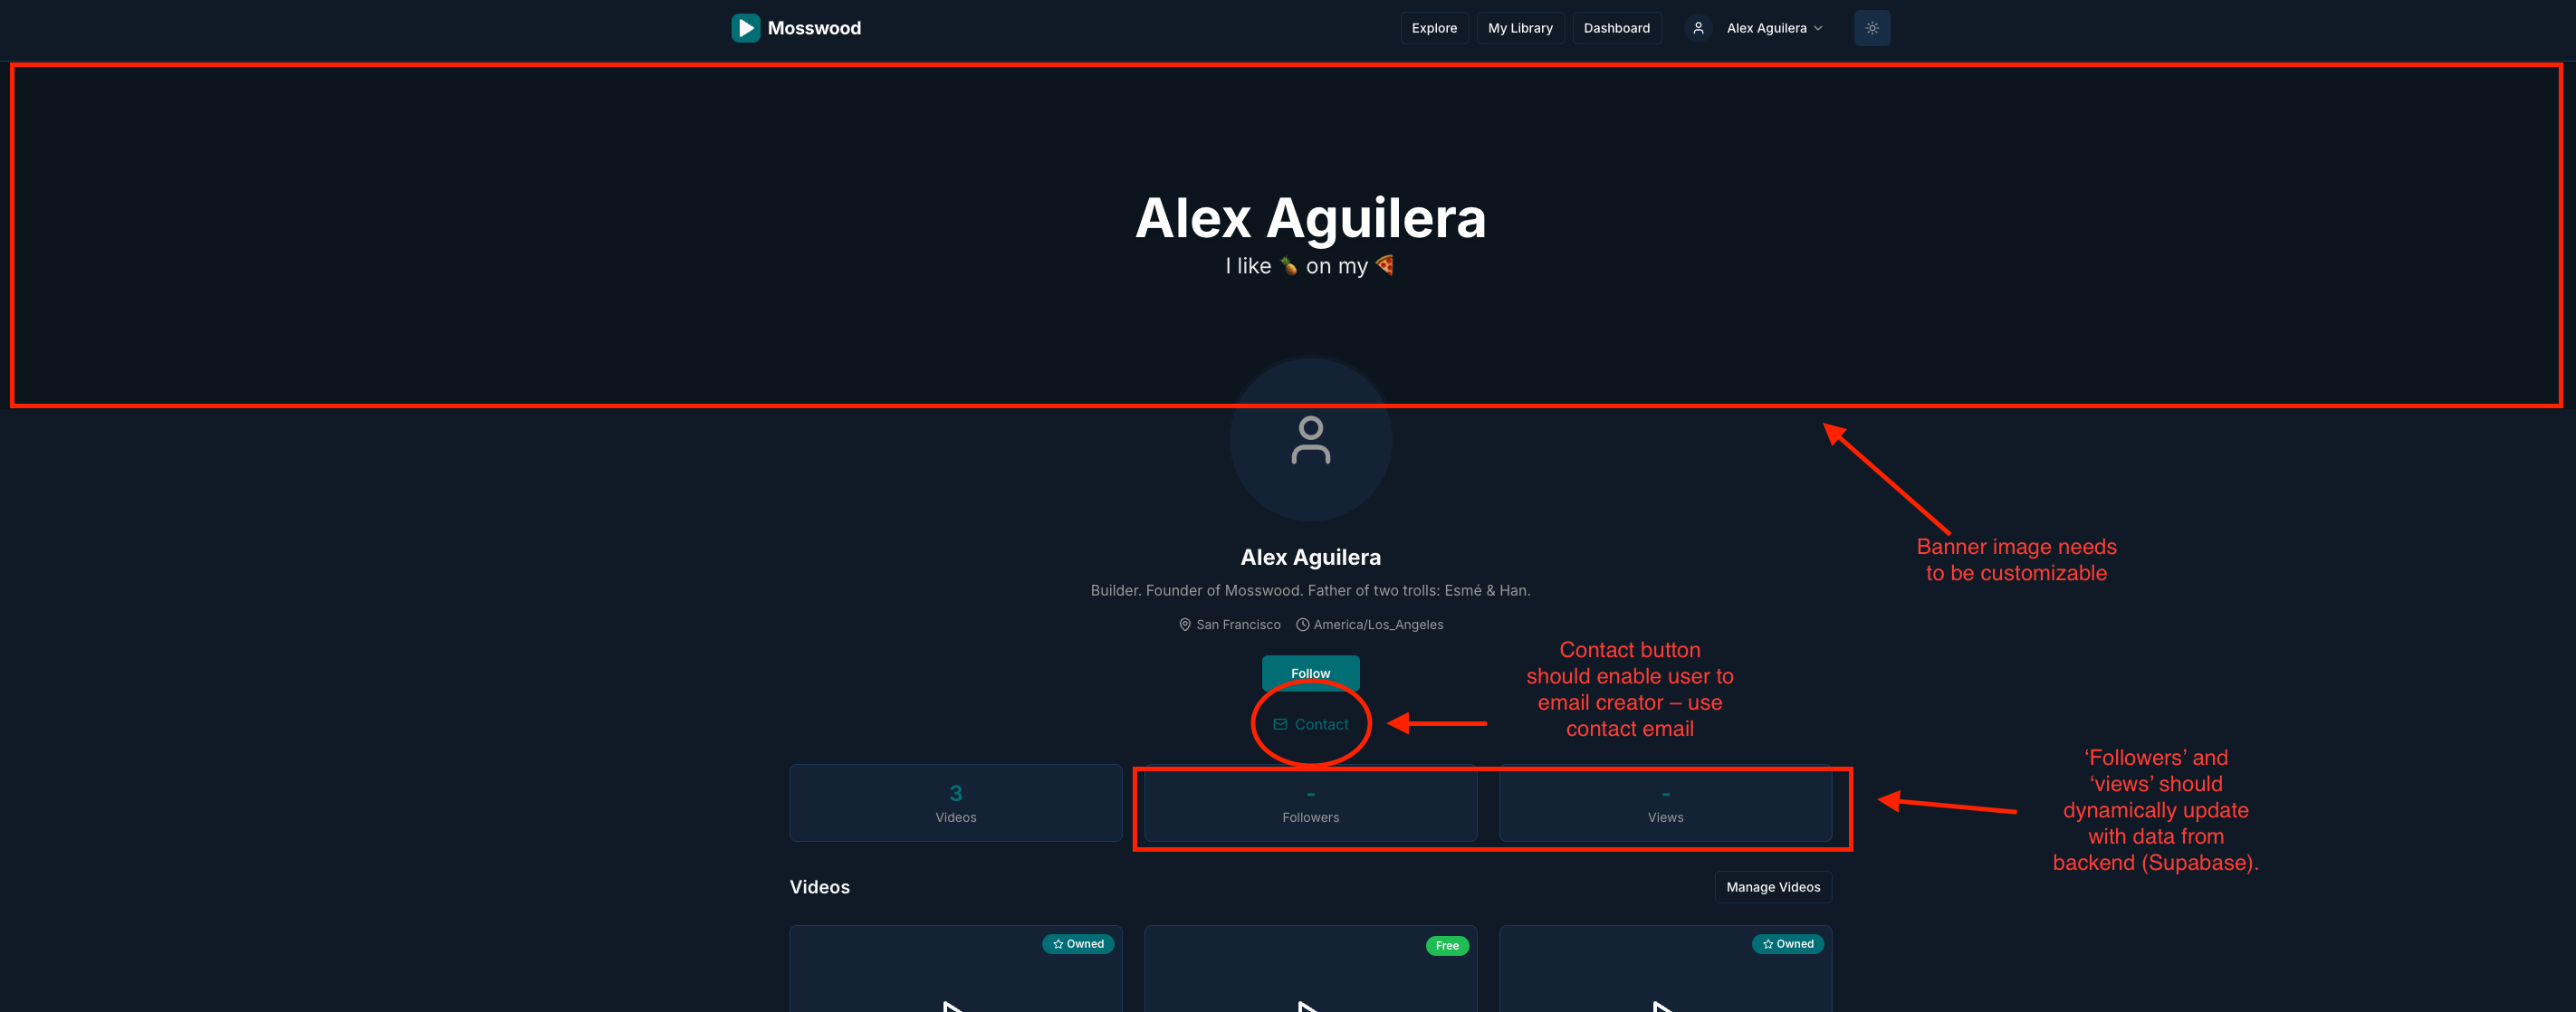 Mosswood
Explore
My Library
Dashboard
Alex Aguilera
Alex Aguilera
I like 🍍 on my 🍕
Banner image needs
to be customizable
Alex Aguilera
Builder. Founder of Mosswood. Father of two trolls: Esmé & Han.
San Francisco
America/Los_Angeles
Follow
Contact
Contact button
should enable user to
email creator – use
contact email
3
Videos
-
Followers
-
Views
‘Followers’ and
‘views’ should
dynamically update
with data from
backend (Supabase).
Videos
Manage Videos
Owned
Free
Owned